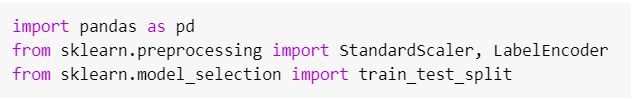 import pandas as pd
from sklearn.preprocessing import StandardScaler, LabelEncoder
from sklearn.model_selection import train_test_split